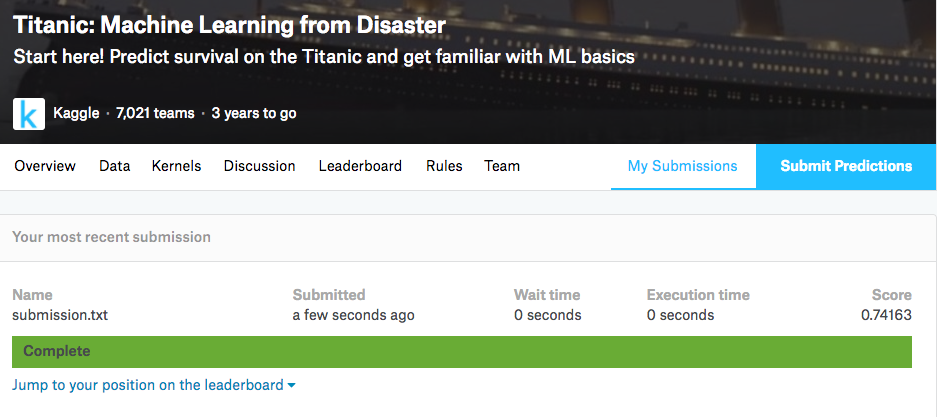 Titanic: Machine Learning from Disaster
Start here! Predict survival on the Titanic and get familiar with ML basics
k Kaggle · 7,021 teams · 3 years to go
Overview Data Kernels Discussion Leaderboard Rules Team My Submissions Submit Predictions
Your most recent submission
Name Submitted Wait time Execution time Score
submission.txt a few seconds ago 0 seconds 0 seconds 0.74163
Complete
Jump to your position on the leaderboard